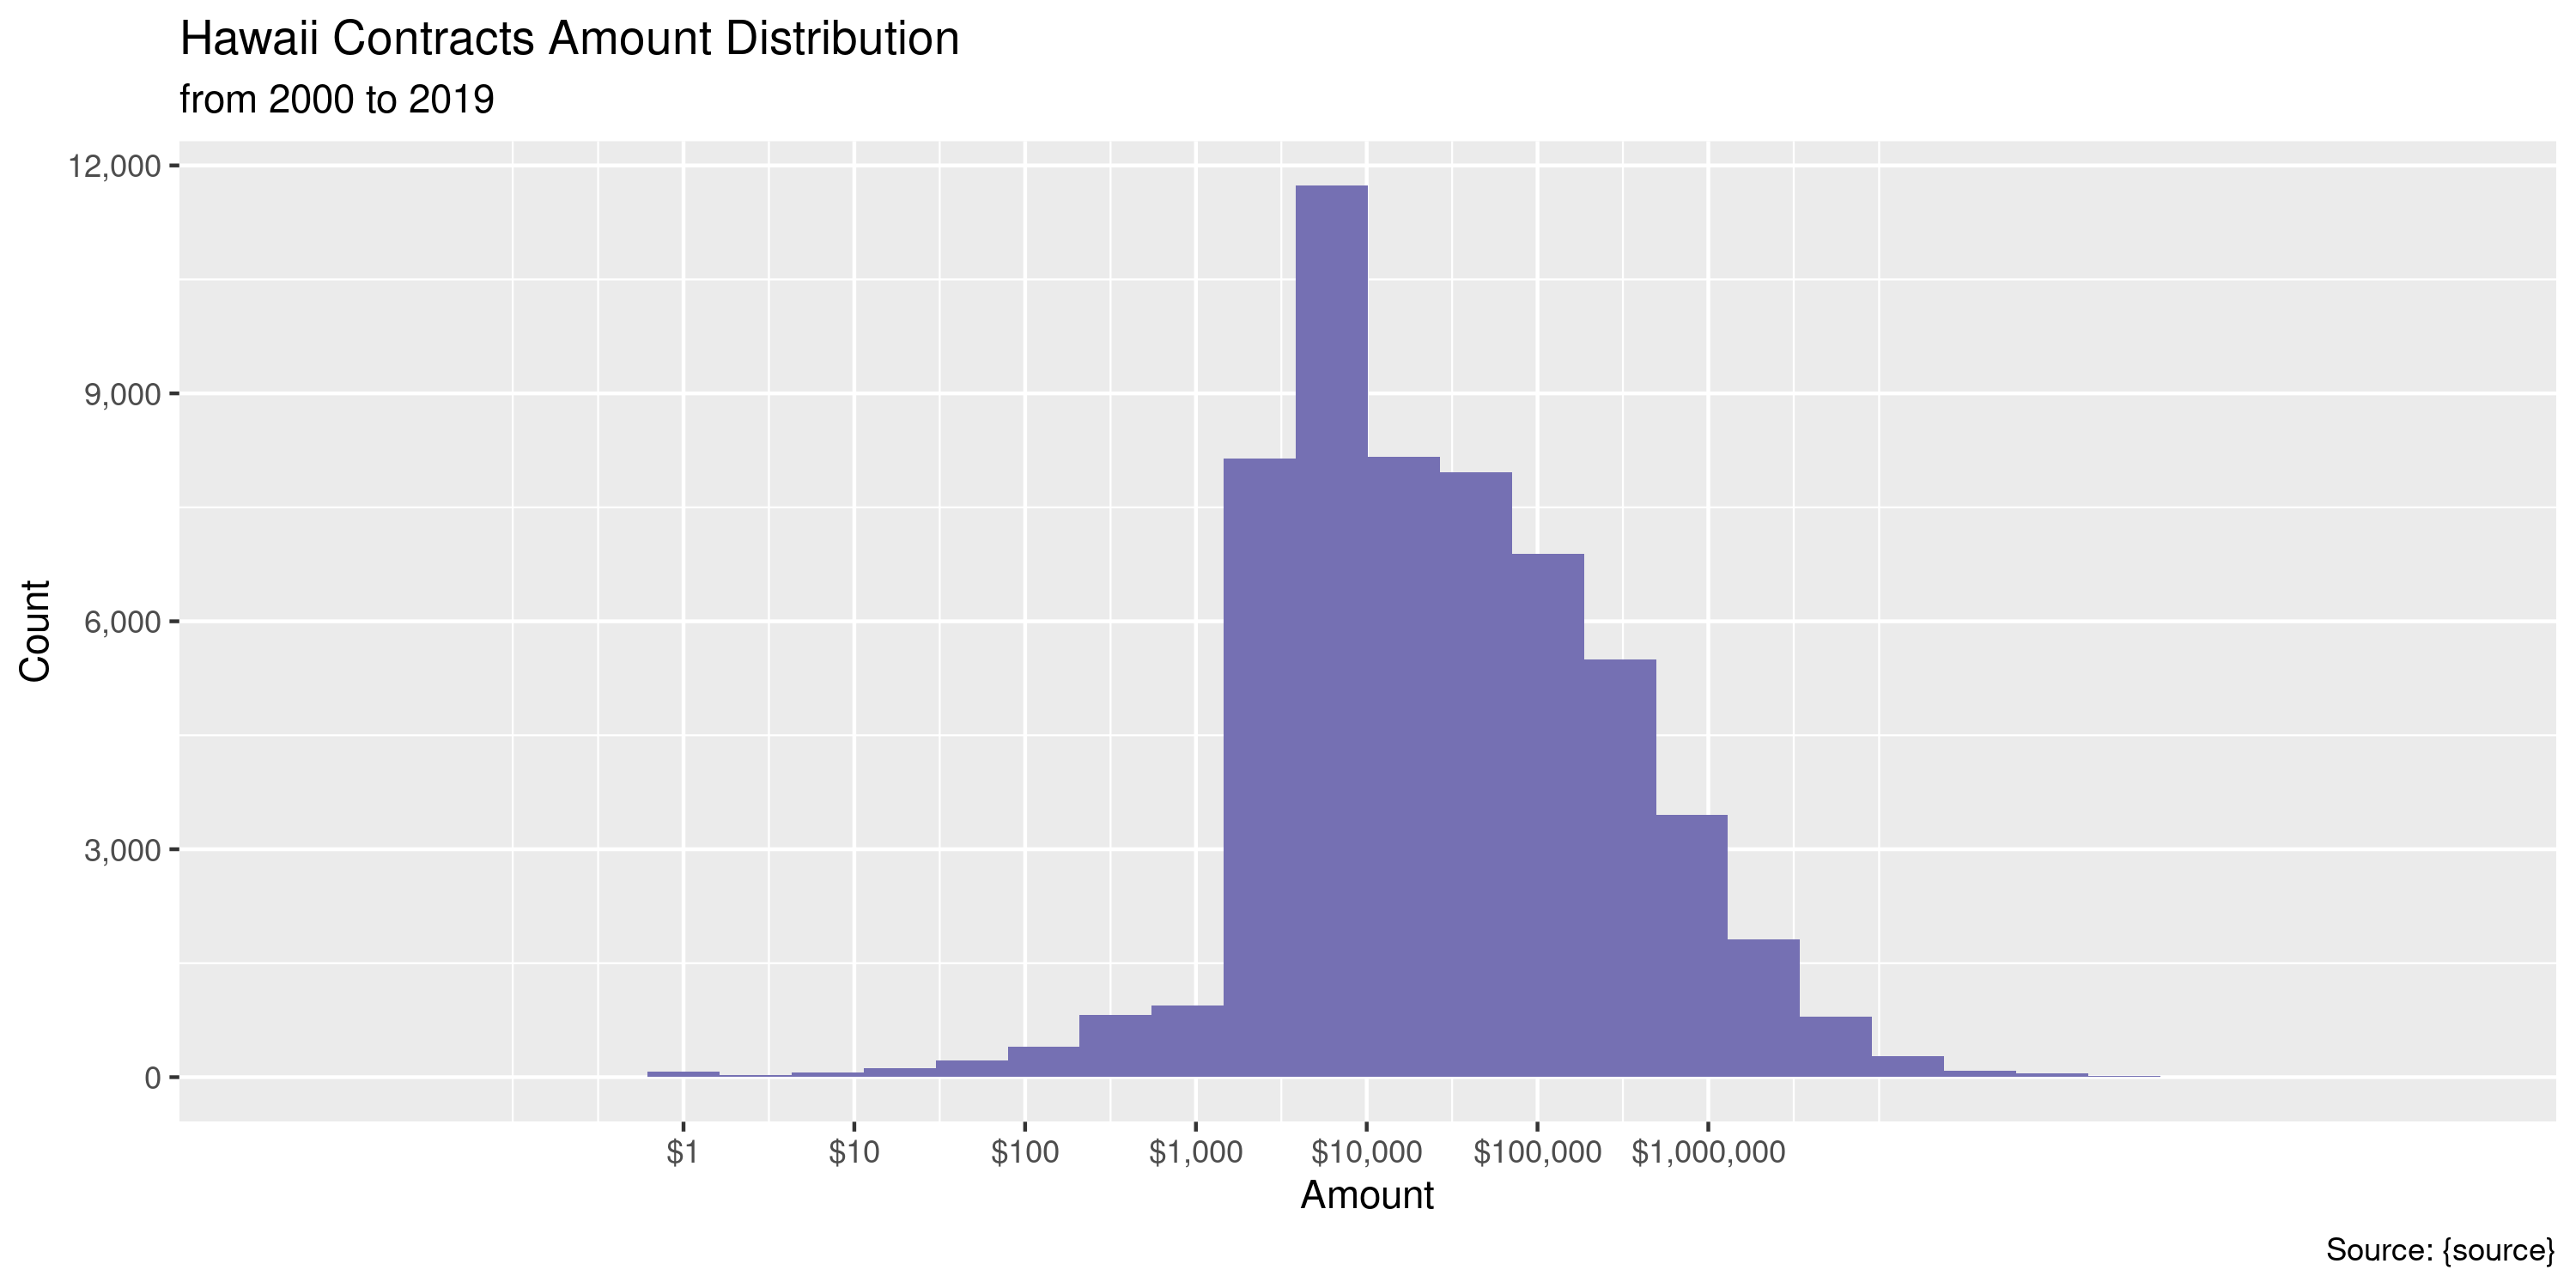 Hawaii Contracts Amount Distribution
from 2000 to 2019
12,000
9,000
6,000
3,000
0
Count
$1 $10 $100 $1,000 $10,000 $100,000 $1,000,000
Amount
Source: {source}